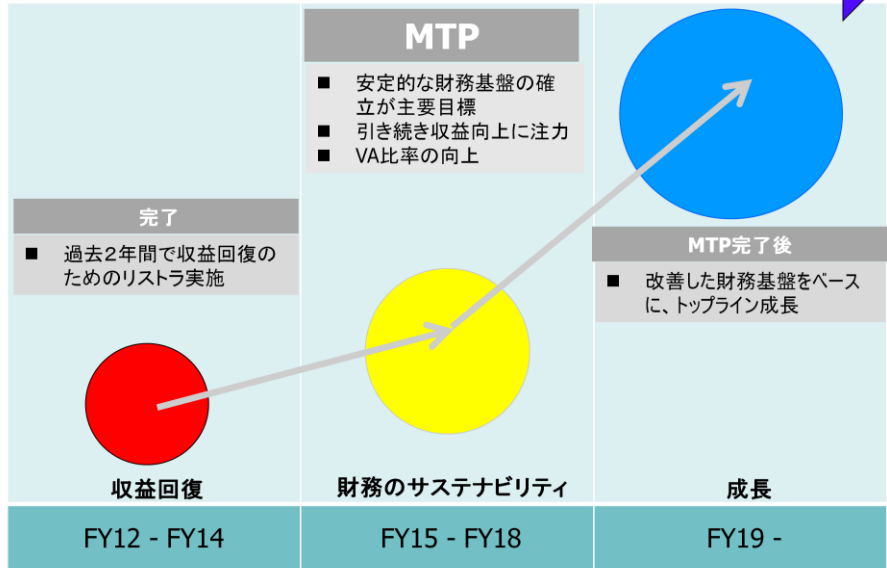 MTP
■ 安定的な財務基盤の確
立が主要目標
■ 引き続き収益向上に注力
■ VA比率の向上
完了
■ 過去2年間で収益回復の
ためのリストラ実施
MTP完了後
■ 改善した財務基盤をベース
に、トップライン成長
収益回復
財務のサステナビリティ
成長
FY12 - FY14
FY15 - FY18
FY19 -